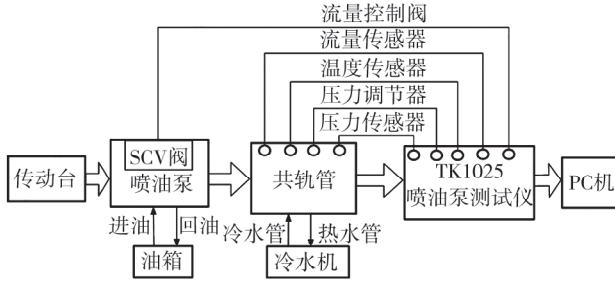 流量控制阀
流量传感器
温度传感器
压力调节器
压力传感器
SCV阀
喷油泵
传动台
共轨管
TK1025
喷油泵测试仪
PC机
进油
回油
冷水管
热水管
油箱
冷水机